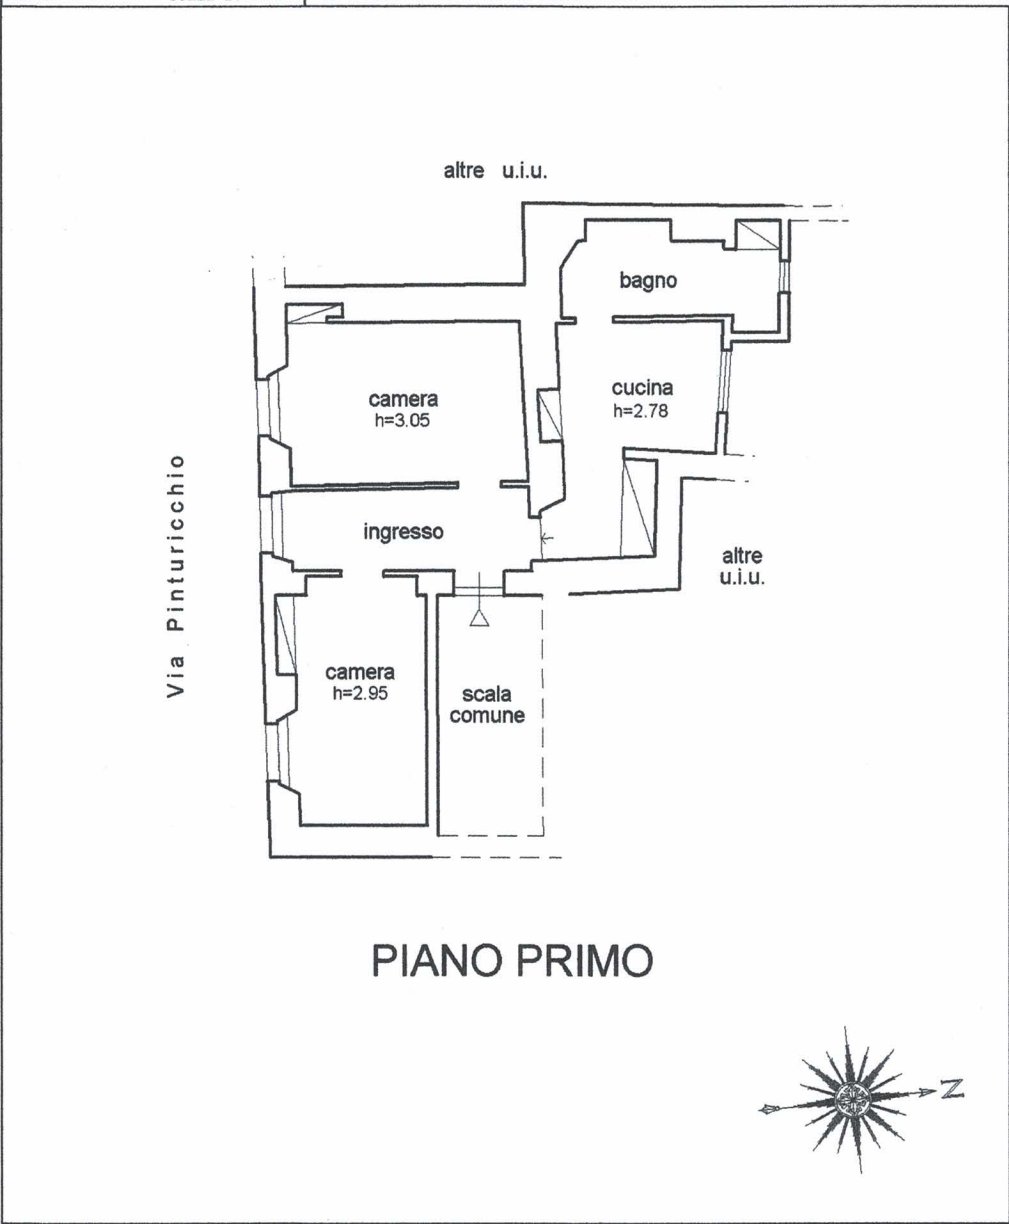 altre u.i.u.
bagno
cucina
h=2.78
camera
h=3.05
Via Pinturicchio
ingresso
altre
u.i.u.
camera
h=2.95
scala
comune
PIANO PRIMO
N